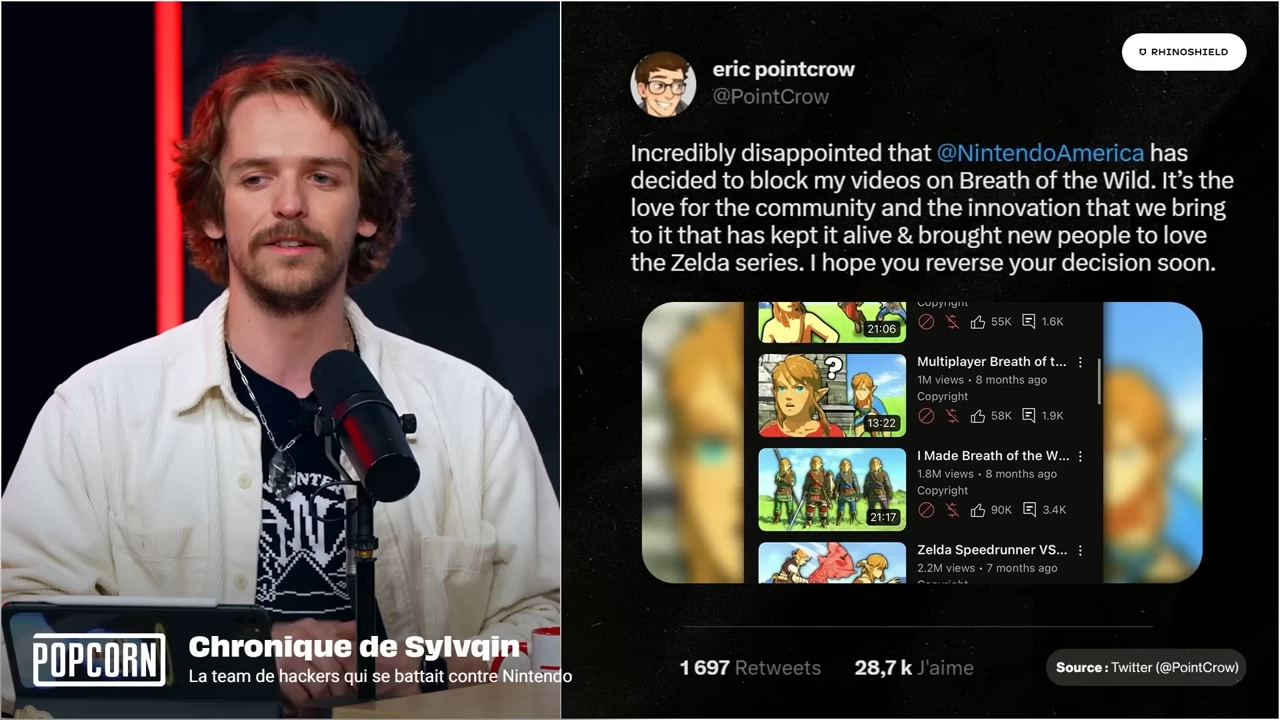 RHINOSHIELD
eric pointcrow
@PointCrow
Incredibly disappointed that @NintendoAmerica has
decided to block my videos on Breath of the Wild. It’s the
love for the community and the innovation that we bring
to it that has kept it alive & brought new people to love
the Zelda series. I hope you reverse your decision soon.
Copyright
55K 1.6K
21:06
Multiplayer Breath of t...
1M views • 8 months ago
Copyright
58K 1.9K
?
13:22
I Made Breath of the W...
1.8M views • 8 months ago
Copyright
90K 3.4K
21:17
Zelda Speedrunner VS...
2.2M views • 7 months ago
Copyright
1 697 Retweets 28,7 k J'aime
Source : Twitter (@PointCrow)
POPCORN
Chronique de Sylvqin
La team de hackers qui se battait contre Nintendo